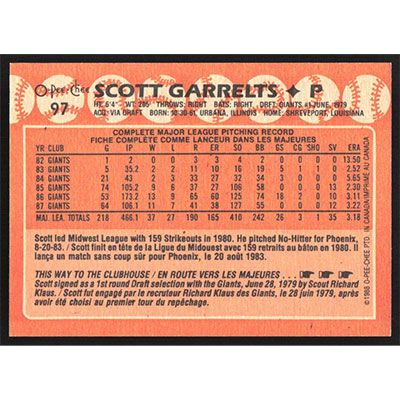 O-Pee-Chee SCOTT GARRELTS P
97
HT: 6'4" WT: 205 THROWS: RIGHT BATS: RIGHT DRFT: GIANTS #1-JUNE, 1979
ACQ: VIA DRAFT BORN: 10-30-61, URBANA, ILLINOIS HOME: SHREVEPORT, LOUISIANA
COMPLETE MAJOR LEAGUE PITCHING RECORD
FICHE COMPLÈTE COMME LANCEUR DANS LES MAJEURES
YR CLUB G IP W L R ER SO BB GS CG SHO SV ERA
82 GIANTS 1 2 0 0 3 3 4 2 0 0 0 0 13.50
83 GIANTS 5 35.2 2 2 11 10 16 19 5 1 1 0 2.52
84 GIANTS 21 43 2 3 33 27 32 34 3 0 0 0 5.65
85 GIANTS 74 105.2 9 6 37 27 106 58 0 0 0 13 2.30
86 GIANTS 53 173.2 13 9 65 60 125 74 18 2 0 10 3.11
87 GIANTS 64 106.1 11 7 41 38 127 55 0 0 0 12 3.22
MAJ. LEA. TOTALS 218 466.1 37 27 190 165 410 242 26 3 1 35 3.18
Scott led Midwest League with 159 Strikeouts in 1980. He pitched No-Hitter for Phoenix,
8-20-83. / Scott finit en tête de la Ligue du Midouest avec 159 retraits au bâton en 1980. Il
lança un match sans coup sûr pour Phoenix, le 20 août 1983.
THIS WAY TO THE CLUBHOUSE / EN ROUTE VERS LES MAJEURES . . .
Scott signed as a 1st round Draft selection with the Giants, June 28, 1979 by Scout Richard
Klaus. / Scott fut engagé par le recruteur Richard Klaus des Giants, le 28 juin 1979, après
avoir été choisi au premier tour du repêchage.
©1988 O-PEE-CHEE PTD. IN CANADA/IMPRIMÉ AU CANADA